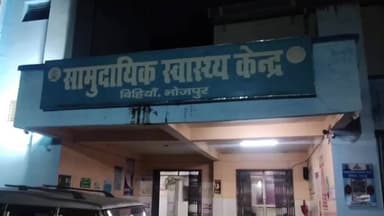 सामुदायिक स्वास्थ्य केन्द्र
बिहियाँ, भोजपुर